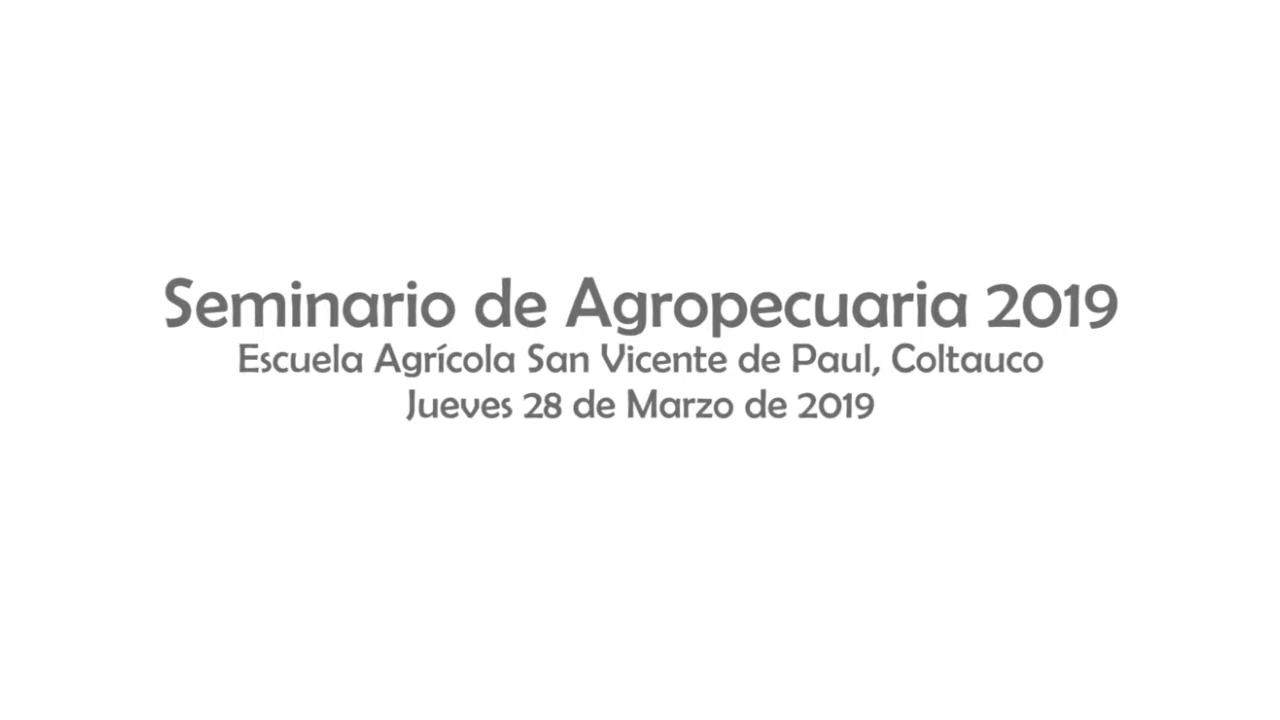 Seminario de Agropecuaria 2019
Escuela Agrícola San Vicente de Paul, Coltauco
Jueves 28 de Marzo de 2019